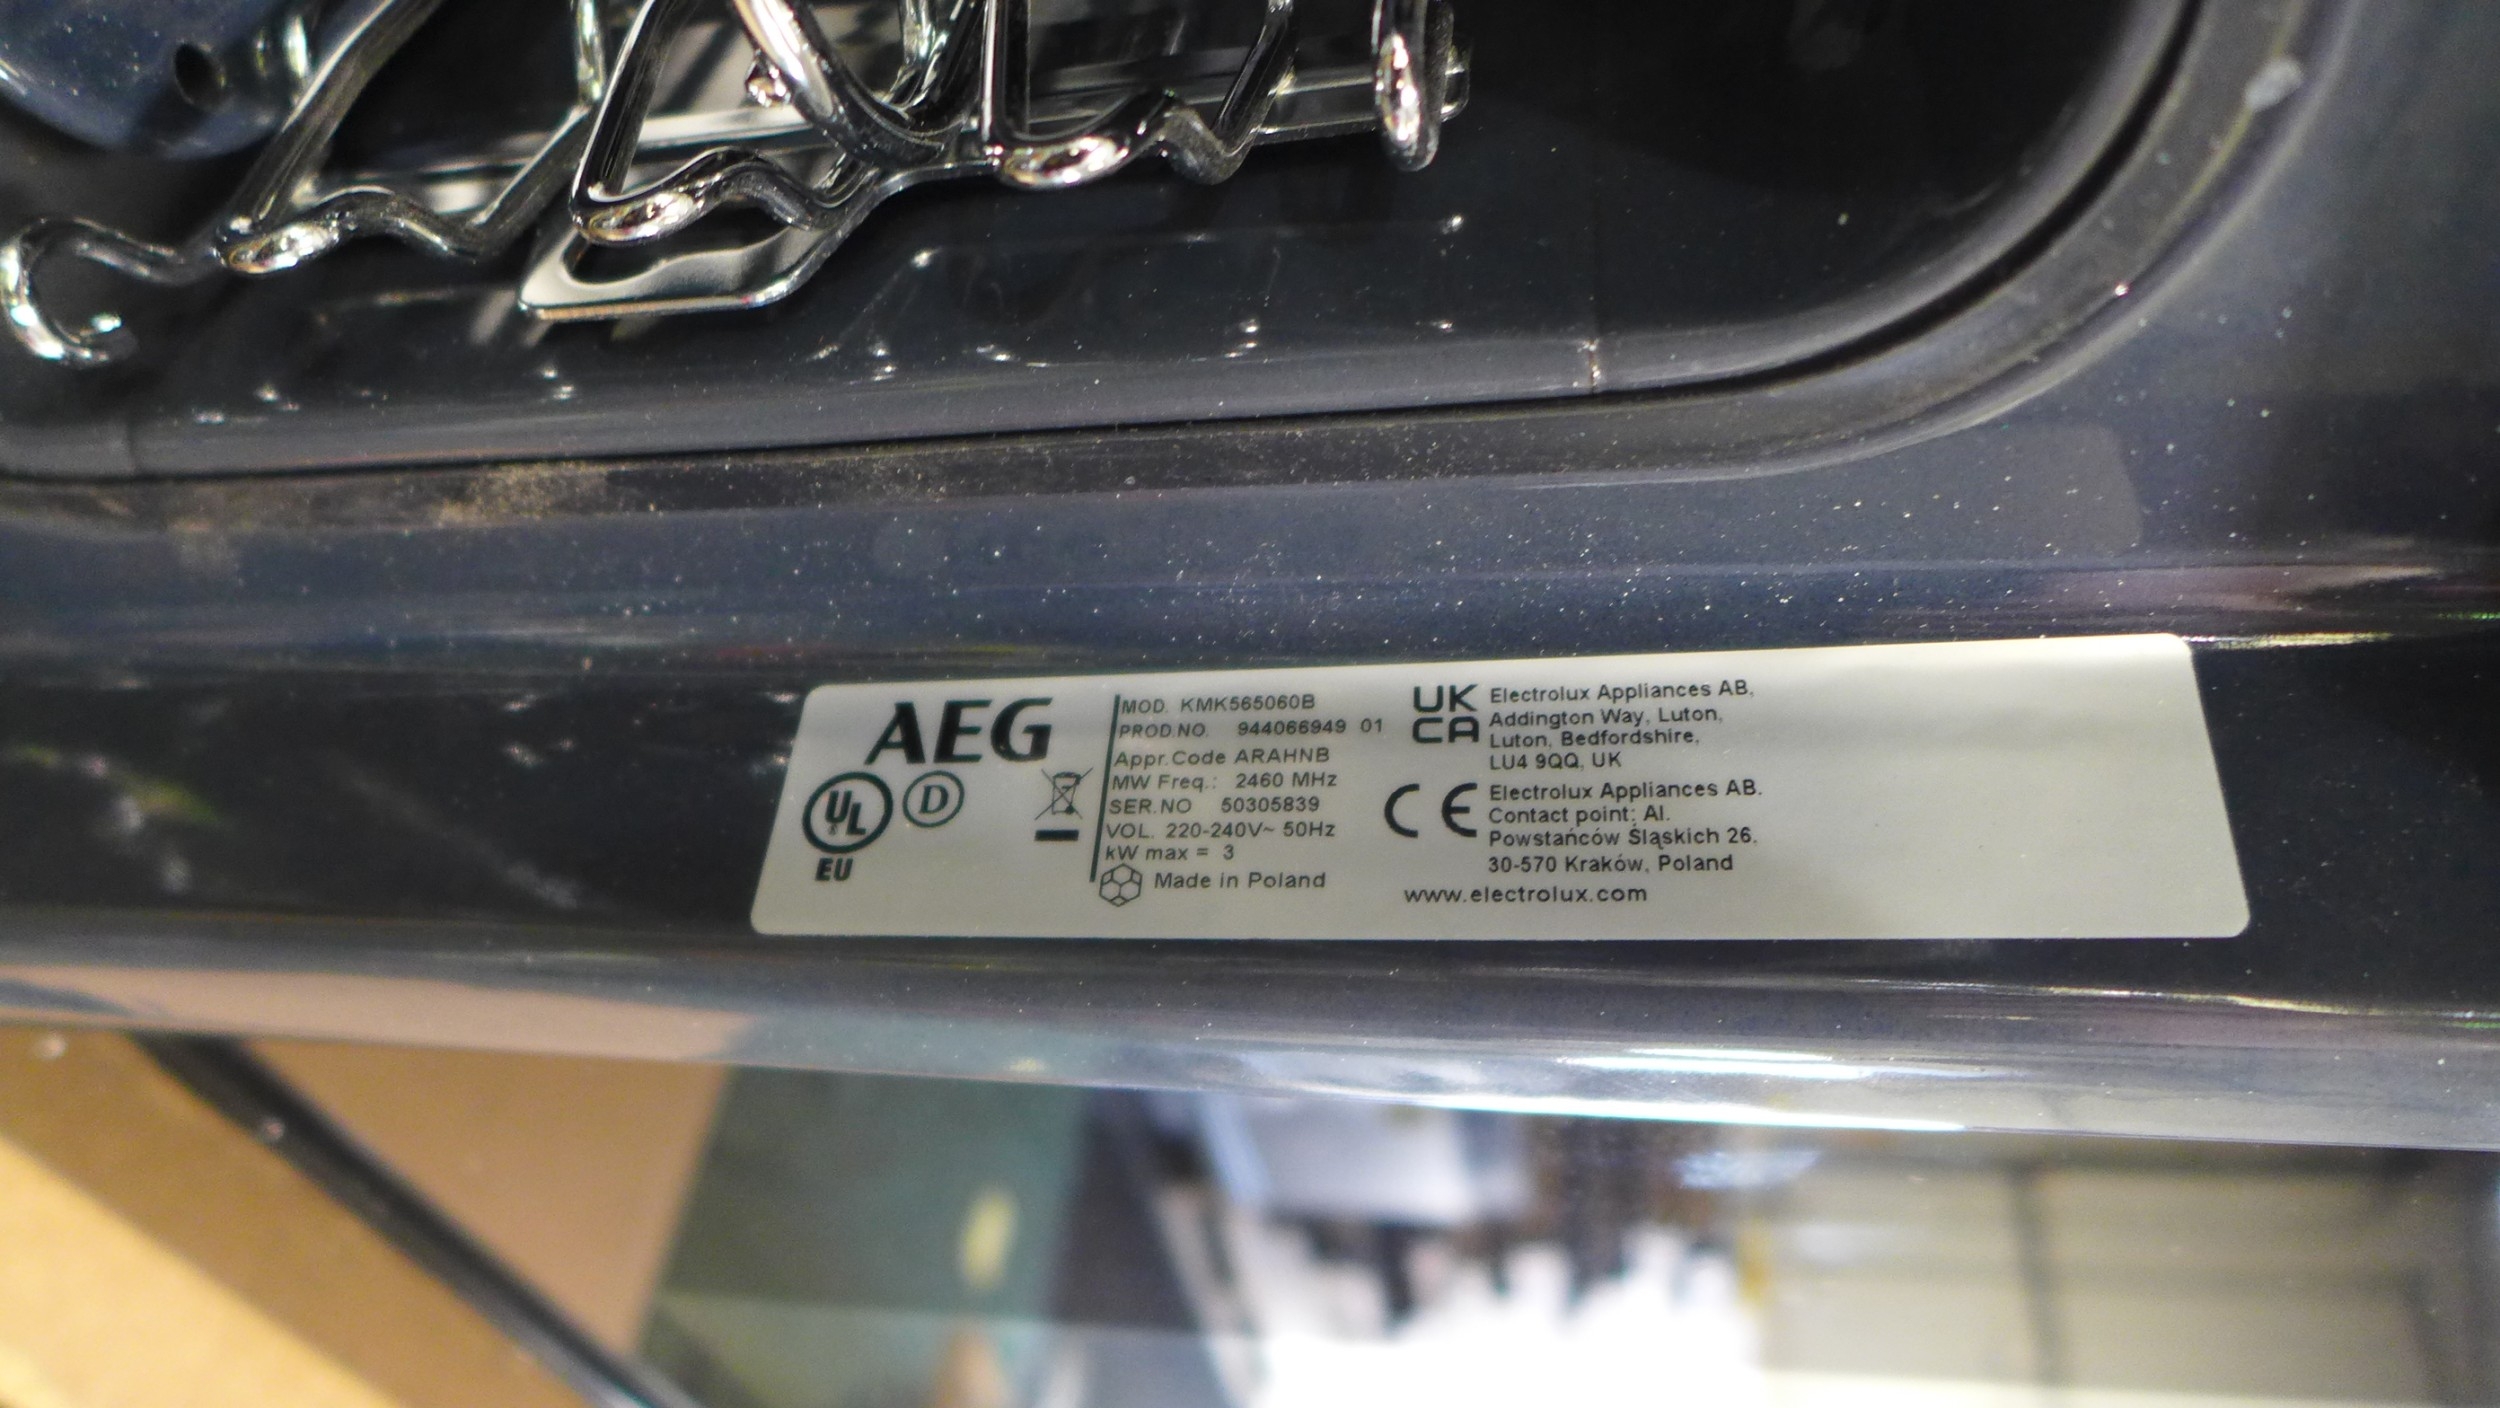 AEG
UL
EU
D
MOD. KMK565060B
PROD.NO. 944066949 01
Appr.Code ARAHNB
MW Freq.: 2460 MHz
SER.NO 50305839
VOL. 220-240V~ 50Hz
kW max = 3
Made in Poland
UK
CA
Electrolux Appliances AB,
Addington Way, Luton,
Luton, Bedfordshire,
LU4 9QQ, UK
CE
Electrolux Appliances AB.
Contact point: Al.
Powstańców Śląskich 26.
30-570 Kraków, Poland
www.electrolux.com